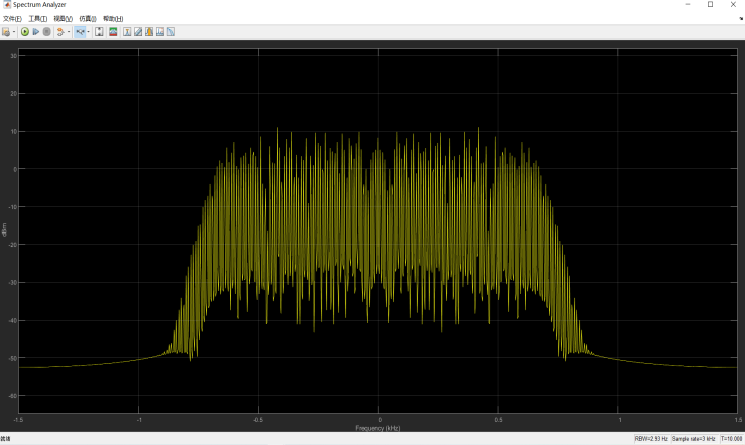 Spectrum Analyzer
文件(F) 工具(T) 视图(V) 仿真(I) 帮助(H)
30
20
10
0
-10
-20
-30
-40
-50
-60
dBm
-1.5 -1 -0.5 0 0.5 1 1.5
Frequency (kHz)
就绪 RBW=2.93 Hz Sample rate=3 kHz T=10.000